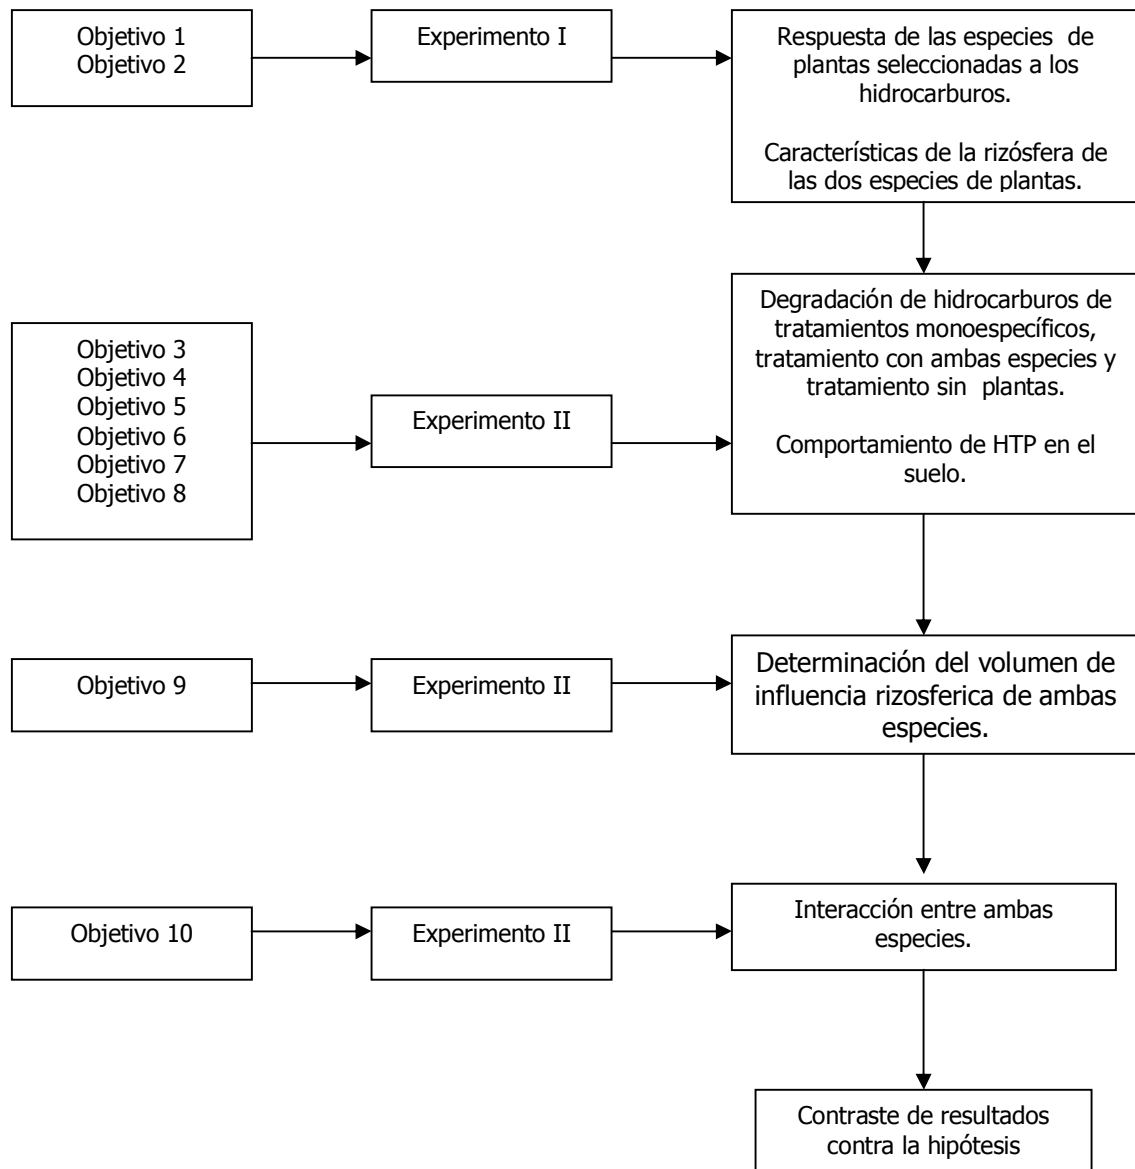 Objetivo 1
Objetivo 2
Experimento I
Respuesta de las especies de
plantas seleccionadas a los
hidrocarburos.
Características de la rizósfera de
las dos especies de plantas.
Objetivo 3
Objetivo 4
Objetivo 5
Objetivo 6
Objetivo 7
Objetivo 8
Experimento II
Degradación de hidrocarburos de
tratamientos monoespecíficos,
tratamiento con ambas especies y
tratamiento sin plantas.
Comportamiento de HTP en el
suelo.
Objetivo 9
Experimento II
Determinación del volumen de
influencia rizosferica de ambas
especies.
Objetivo 10
Experimento II
Interacción entre ambas
especies.
Contraste de resultados
contra la hipótesis